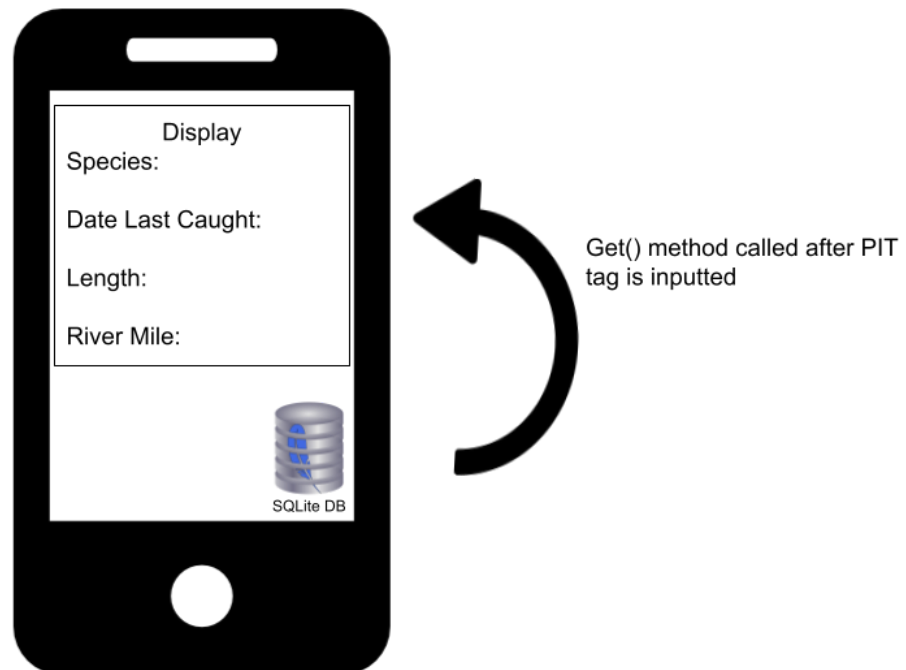 Display
Species:
Date Last Caught:
Length:
River Mile:
SQLite DB
Get() method called after PIT
tag is inputted